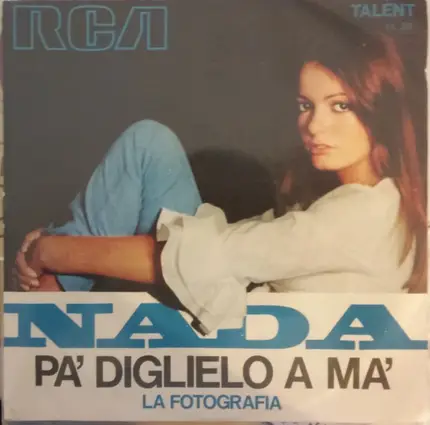 RCA
TALENT
NADA
PA' DIGLIELO A MA'
LA FOTOGRAFIA